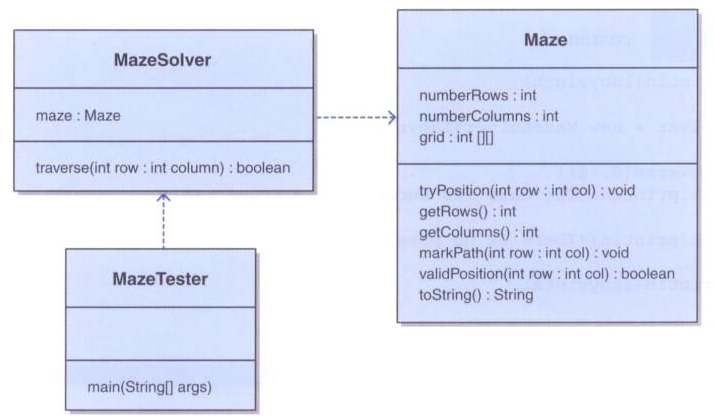 MazeSolver
maze : Maze
traverse(int row : int column) : boolean
MazeTester
main(String[] args)
Maze
numberRows : int
numberColumns : int
grid : int [][]
tryPosition(int row : int col) : void
getRows() : int
getColumns() : int
markPath(int row : int col) : void
validPosition(int row : int col) : boolean
toString() : String